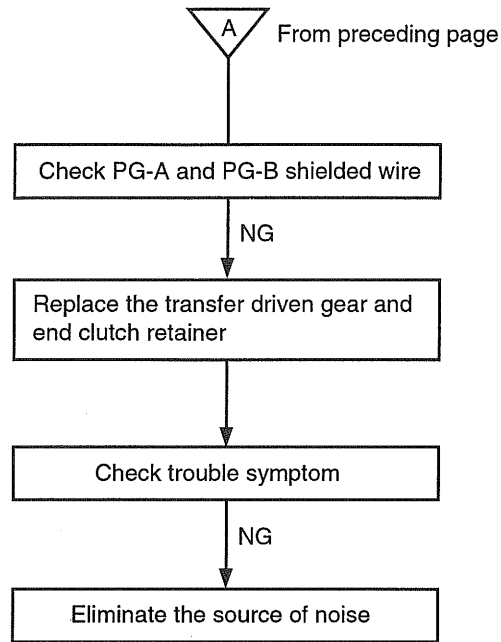 A
From preceding page
Check PG-A and PG-B shielded wire
NG
Replace the transfer driven gear and
end clutch retainer
Check trouble symptom
NG
Eliminate the source of noise